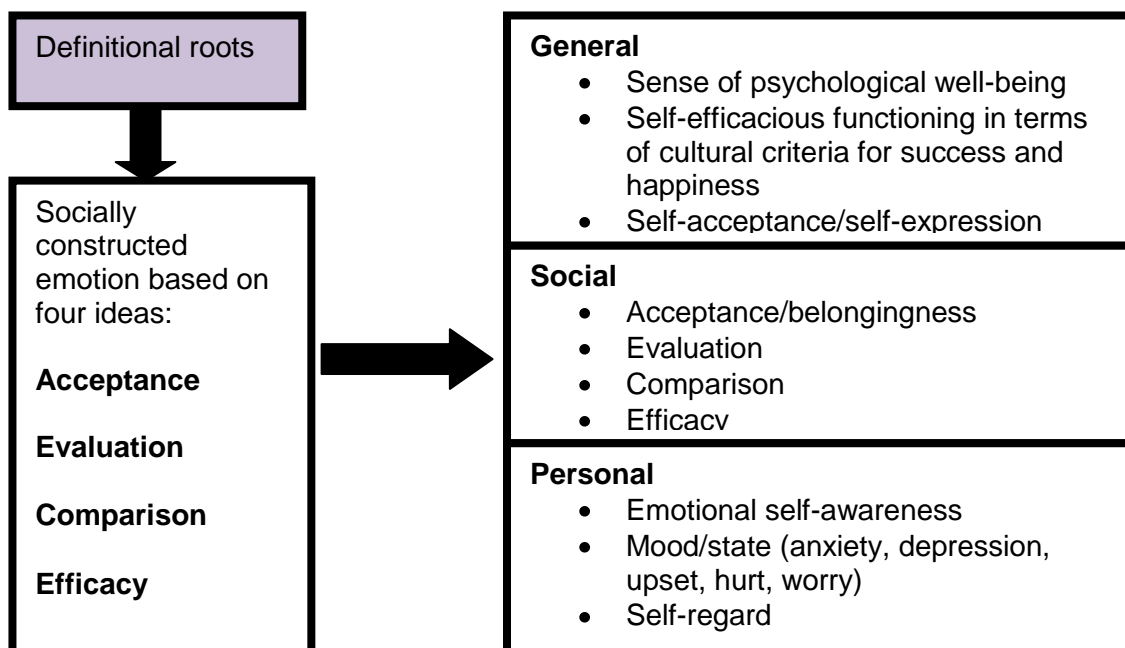 Definitional roots
Socially
constructed
emotion based on
four ideas:
Acceptance
Evaluation
Comparison
Efficacy
General
• Sense of psychological well-being
• Self-efficacious functioning in terms
of cultural criteria for success and
happiness
• Self-acceptance/self-expression
Social
• Acceptance/belongingness
• Evaluation
• Comparison
• Efficacy
Personal
• Emotional self-awareness
• Mood/state (anxiety, depression,
upset, hurt, worry)
• Self-regard